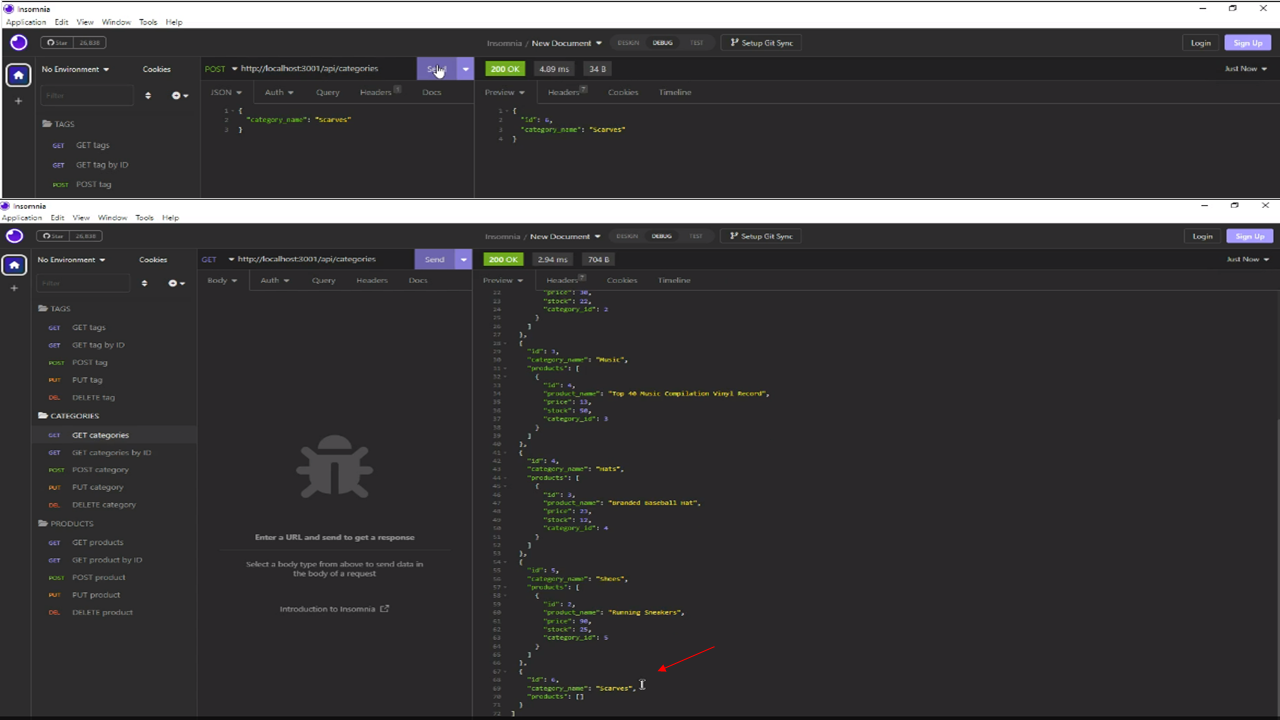 Insomnia
Application Edit View Window Tools Help
Star 26,838
Insomnia / New Document DESIGN DEBUG TEST Setup Git Sync Login Sign Up
No Environment Cookies
POST http://localhost:3001/api/categories Send
200 OK 4.89 ms 34 B Just Now
Filter
JSON Auth Query Headers Docs
Preview Headers Cookies Timeline
TAGS
GET GET tags
GET GET tag by ID
POST POST tag
1 {
2 "category_name": "Scarves"
3 }
1 {
2 "id": 6,
3 "category_name": "Scarves"
4 }
Insomnia
Application Edit View Window Tools Help
Star 26,838
Insomnia / New Document DESIGN DEBUG TEST Setup Git Sync Login Sign Up
No Environment Cookies
GET http://localhost:3001/api/categories Send
200 OK 2.94 ms 704 B Just Now
Filter
Body Auth Query Headers Docs
Preview Headers Cookies Timeline
TAGS
GET GET tags
GET GET tag by ID
POST POST tag
PUT PUT tag
DEL DELETE tag
CATEGORIES
GET GET categories
GET GET categories by ID
POST POST category
PUT PUT category
DEL DELETE category
PRODUCTS
GET GET products
GET GET product by ID
POST POST product
PUT PUT product
DEL DELETE product
Enter a URL and send to get a response
Select a body type from above to send data
in the body of a request
Introduction to Insomnia
22 "price": 30,
23 "stock": 22,
24 "category_id": 2
25 }
26 ]
27 },
28 {
29 "id": 3,
30 "category_name": "Music",
31 "products": [
32 {
33 "id": 4,
34 "product_name": "Top 40 Music Compilation Vinyl Record",
35 "price": 13,
36 "stock": 50,
37 "category_id": 3
38 }
39 ]
40 },
41 {
42 "id": 4,
43 "category_name": "Hats",
44 "products": [
45 {
46 "id": 3,
47 "product_name": "Branded Baseball Hat",
48 "price": 23,
49 "stock": 12,
50 "category_id": 4
51 }
52 ]
53 },
54 {
55 "id": 5,
56 "category_name": "Shoes",
57 "products": [
58 {
59 "id": 2,
60 "product_name": "Running Sneakers",
61 "price": 90,
62 "stock": 25,
63 "category_id": 5
64 }
65 ]
66 },
67 {
68 "id": 6,
69 "category_name": "Scarves",
70 "products": []
71 }
72 ]